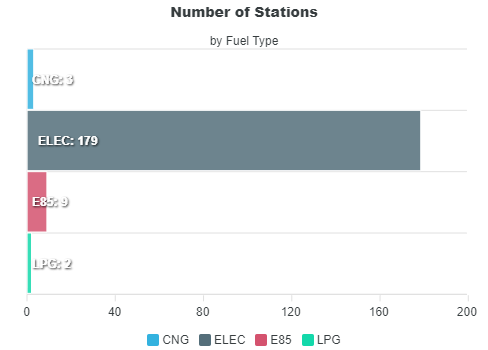 Number of Stations
by Fuel Type
CNG: 3
ELEC: 179
E85: 9
LPG: 2
0 40 80 120 160 200
CNG ELEC E85 LPG